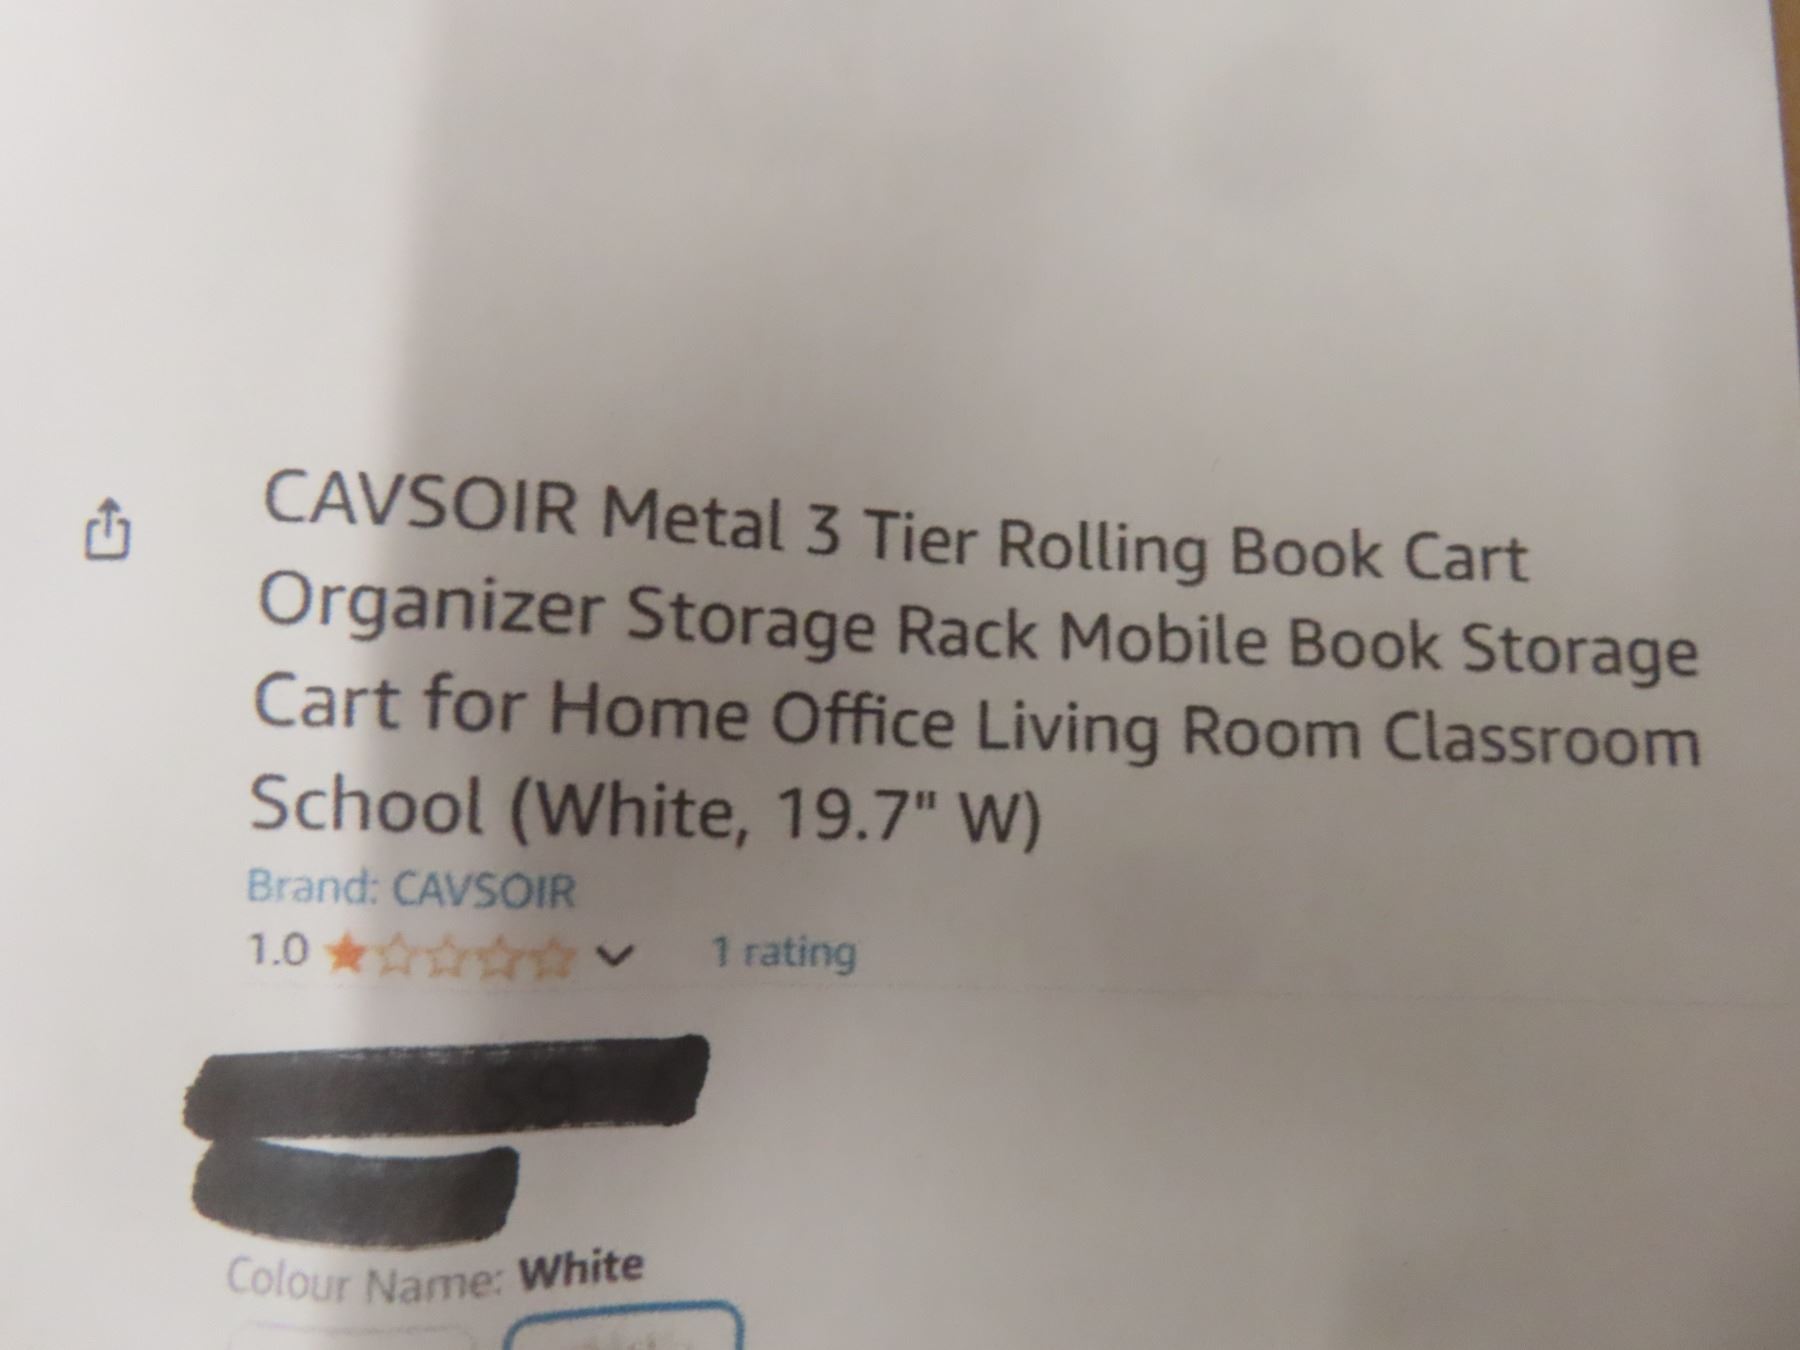 CAVSOIR Metal 3 Tier Rolling Book Cart
Organizer Storage Rack Mobile Book Storage
Cart for Home Office Living Room Classroom
School (White, 19.7" W)
Brand: CAVSOIR
1.0 1 rating
Colour Name: White